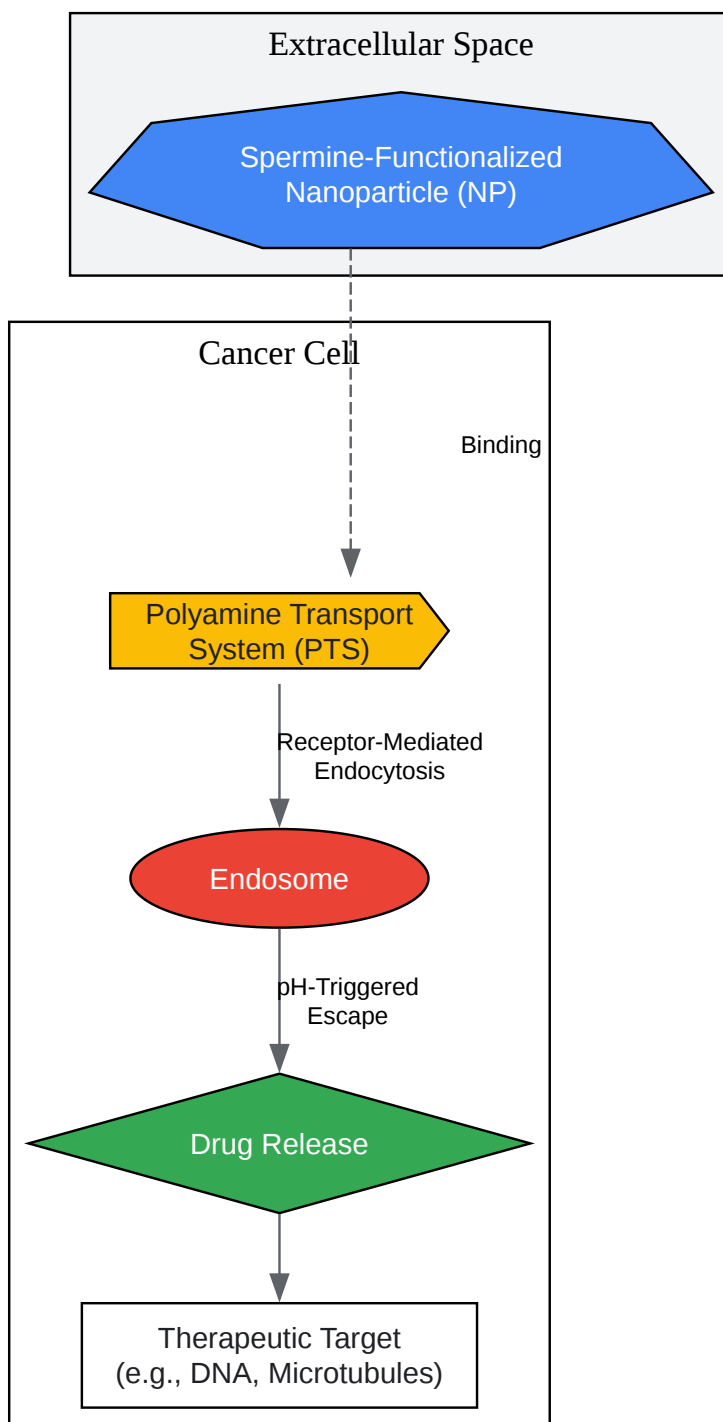 Extracellular Space
Spermine-Functionalized
Nanoparticle (NP)
Cancer Cell
Binding
Polyamine Transport
System (PTS)
Receptor-Mediated
Endocytosis
Endosome
pH-Triggered
Escape
Drug Release
Therapeutic Target
(e.g., DNA, Microtubules)